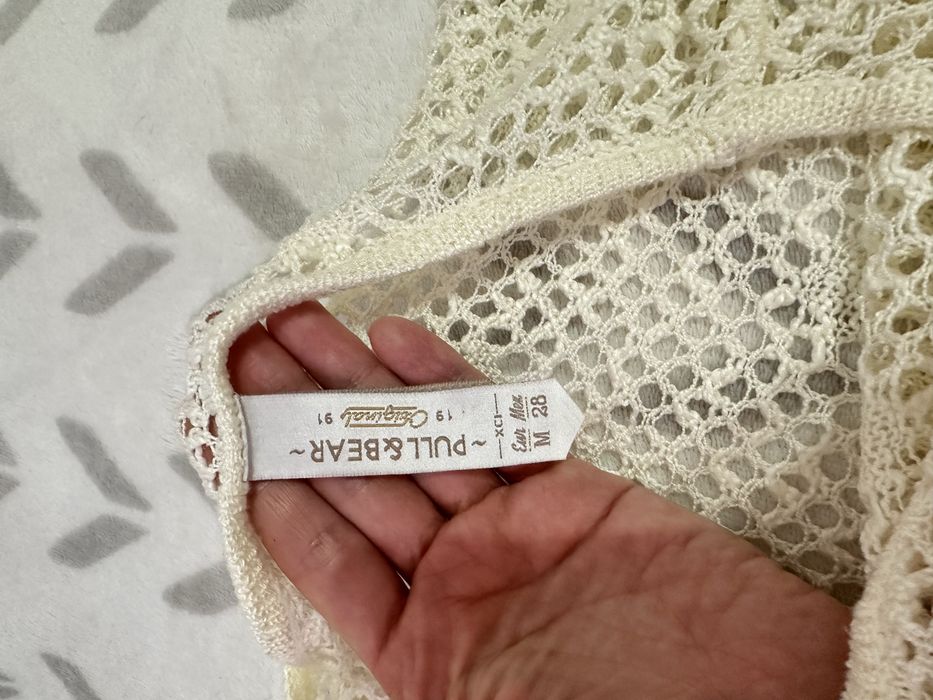 ~ PULL&BEAR ~
19 Original 91
XCI
Eur Mex
M 28